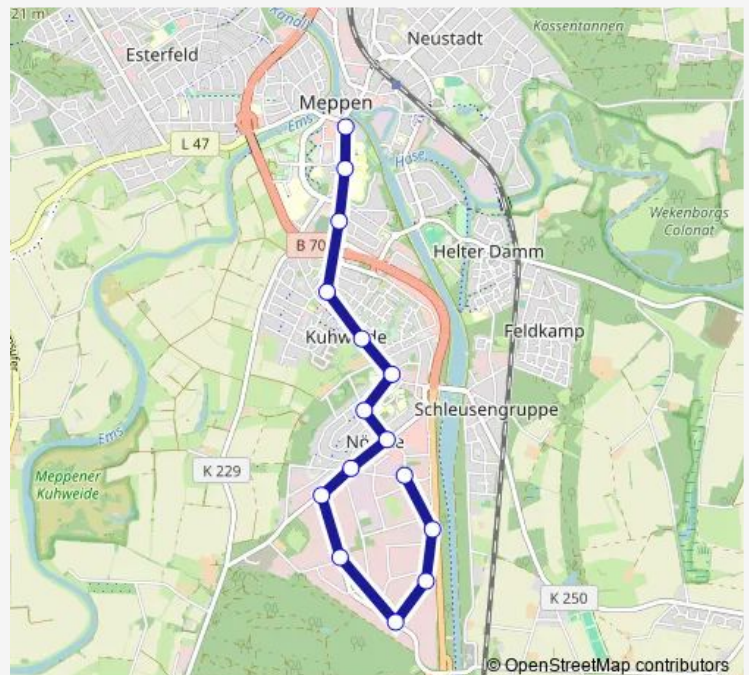 21 m
Kossentannen
Neustadt
Esterfeld
Meppen
Ems
L 47
Hase
Wekenborgs
Colonat
B 70
Helter Damm
Feldkamp
Schleusengruppe
Ems
K 229
Meppener
Kuhweide
K 250
© OpenStreetMap contributors